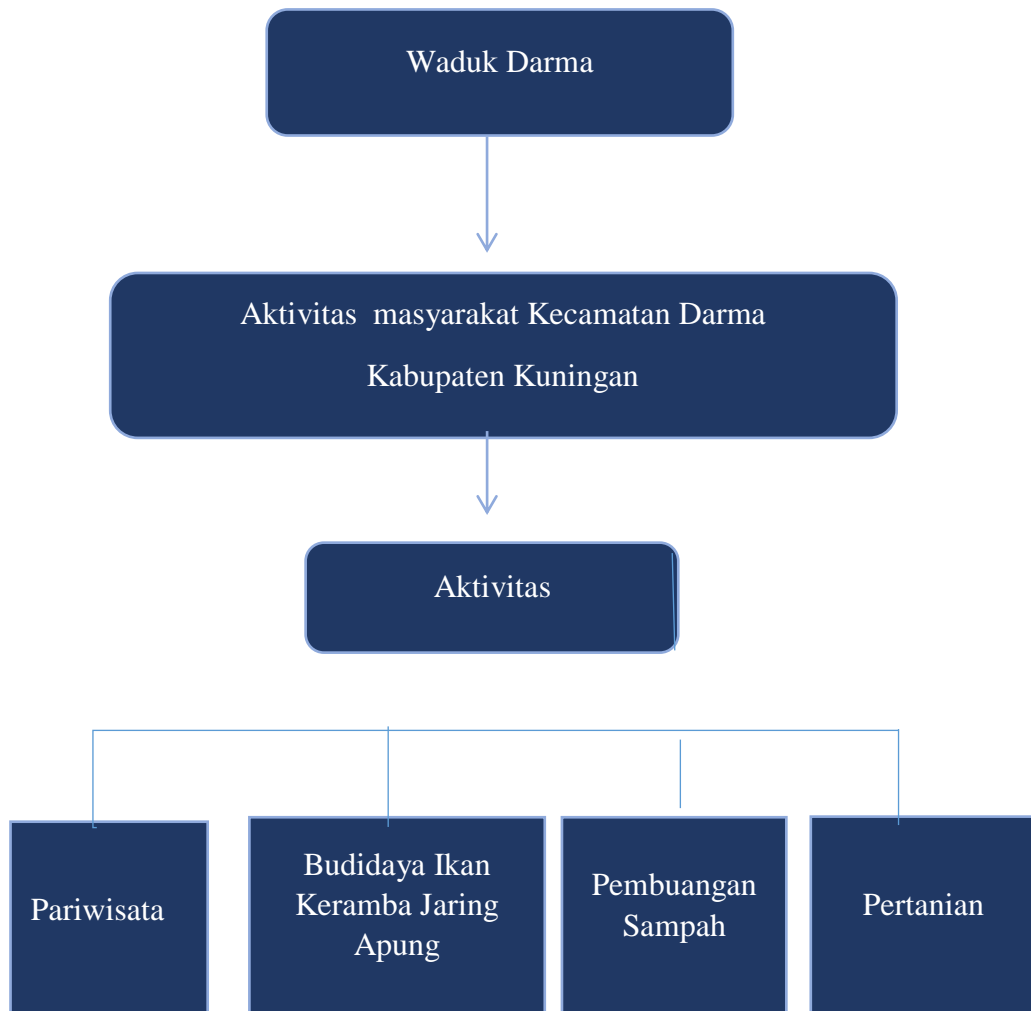 Waduk Darma
Aktivitas  masyarakat Kecamatan Darma
Kabupaten Kuningan
Aktivitas
Pariwisata
Budidaya Ikan
Keramba Jaring
Apung
Pembuangan
Sampah
Pertanian